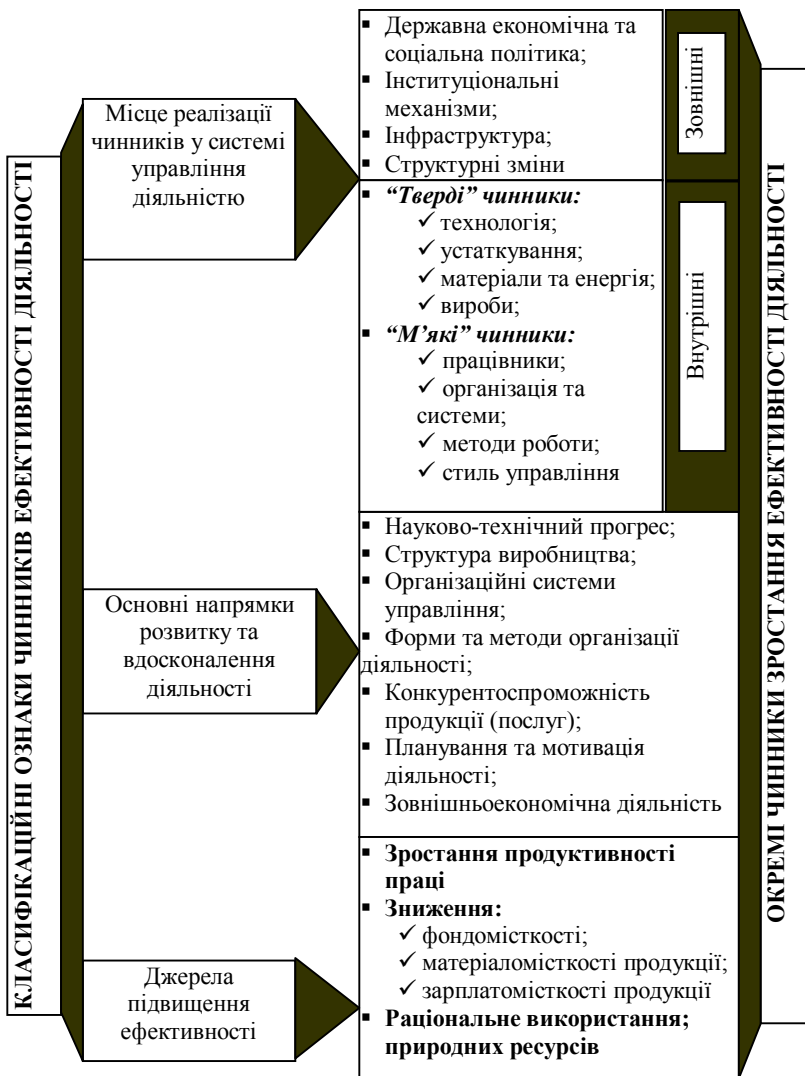 КЛАСИФІКАЦІЙНІ ОЗНАКИ ЧИННИКІВ ЕФЕКТИВНОСТІ ДІЯЛЬНОСТІ
Місце реалізації
чинників у системі
управління
діяльністю
▪ Державна економічна та
соціальна політика;
▪ Інституціональні
механізми;
▪ Інфраструктура;
▪ Структурні зміни
Зовнішні
▪ “Тверді” чинники:
✓ технологія;
✓ устаткування;
✓ матеріали та енергія;
✓ вироби;
▪ “М’які” чинники:
✓ працівники;
✓ організація та
системи;
✓ методи роботи;
✓ стиль управління
Внутрішні
Основні напрямки
розвитку та
вдосконалення
діяльності
▪ Науково-технічний прогрес;
▪ Структура виробництва;
▪ Організаційні системи
управління;
▪ Форми та методи організації
діяльності;
▪ Конкурентоспроможність
продукції (послуг);
▪ Планування та мотивація
діяльності;
▪ Зовнішньоекономічна діяльність
Джерела
підвищення
ефективності
▪ Зростання продуктивності
праці
▪ Зниження:
✓ фондомісткості;
✓ матеріаломісткості продукції;
✓ зарплатомісткості продукції
▪ Раціональне використання;
природних ресурсів
ОКРЕМІ ЧИННИКИ ЗРОСТАННЯ ЕФЕКТИВНОСТІ ДІЯЛЬНОСТІ